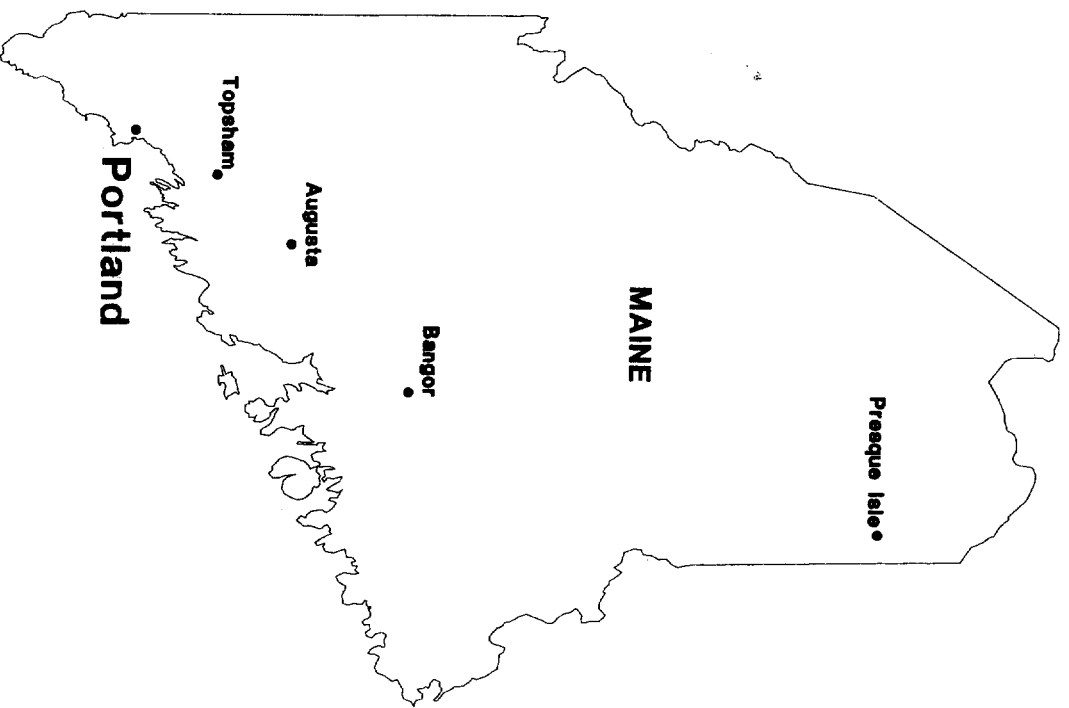 Presque Isle
MAINE
Bangor
Augusta
Topsham
Portland